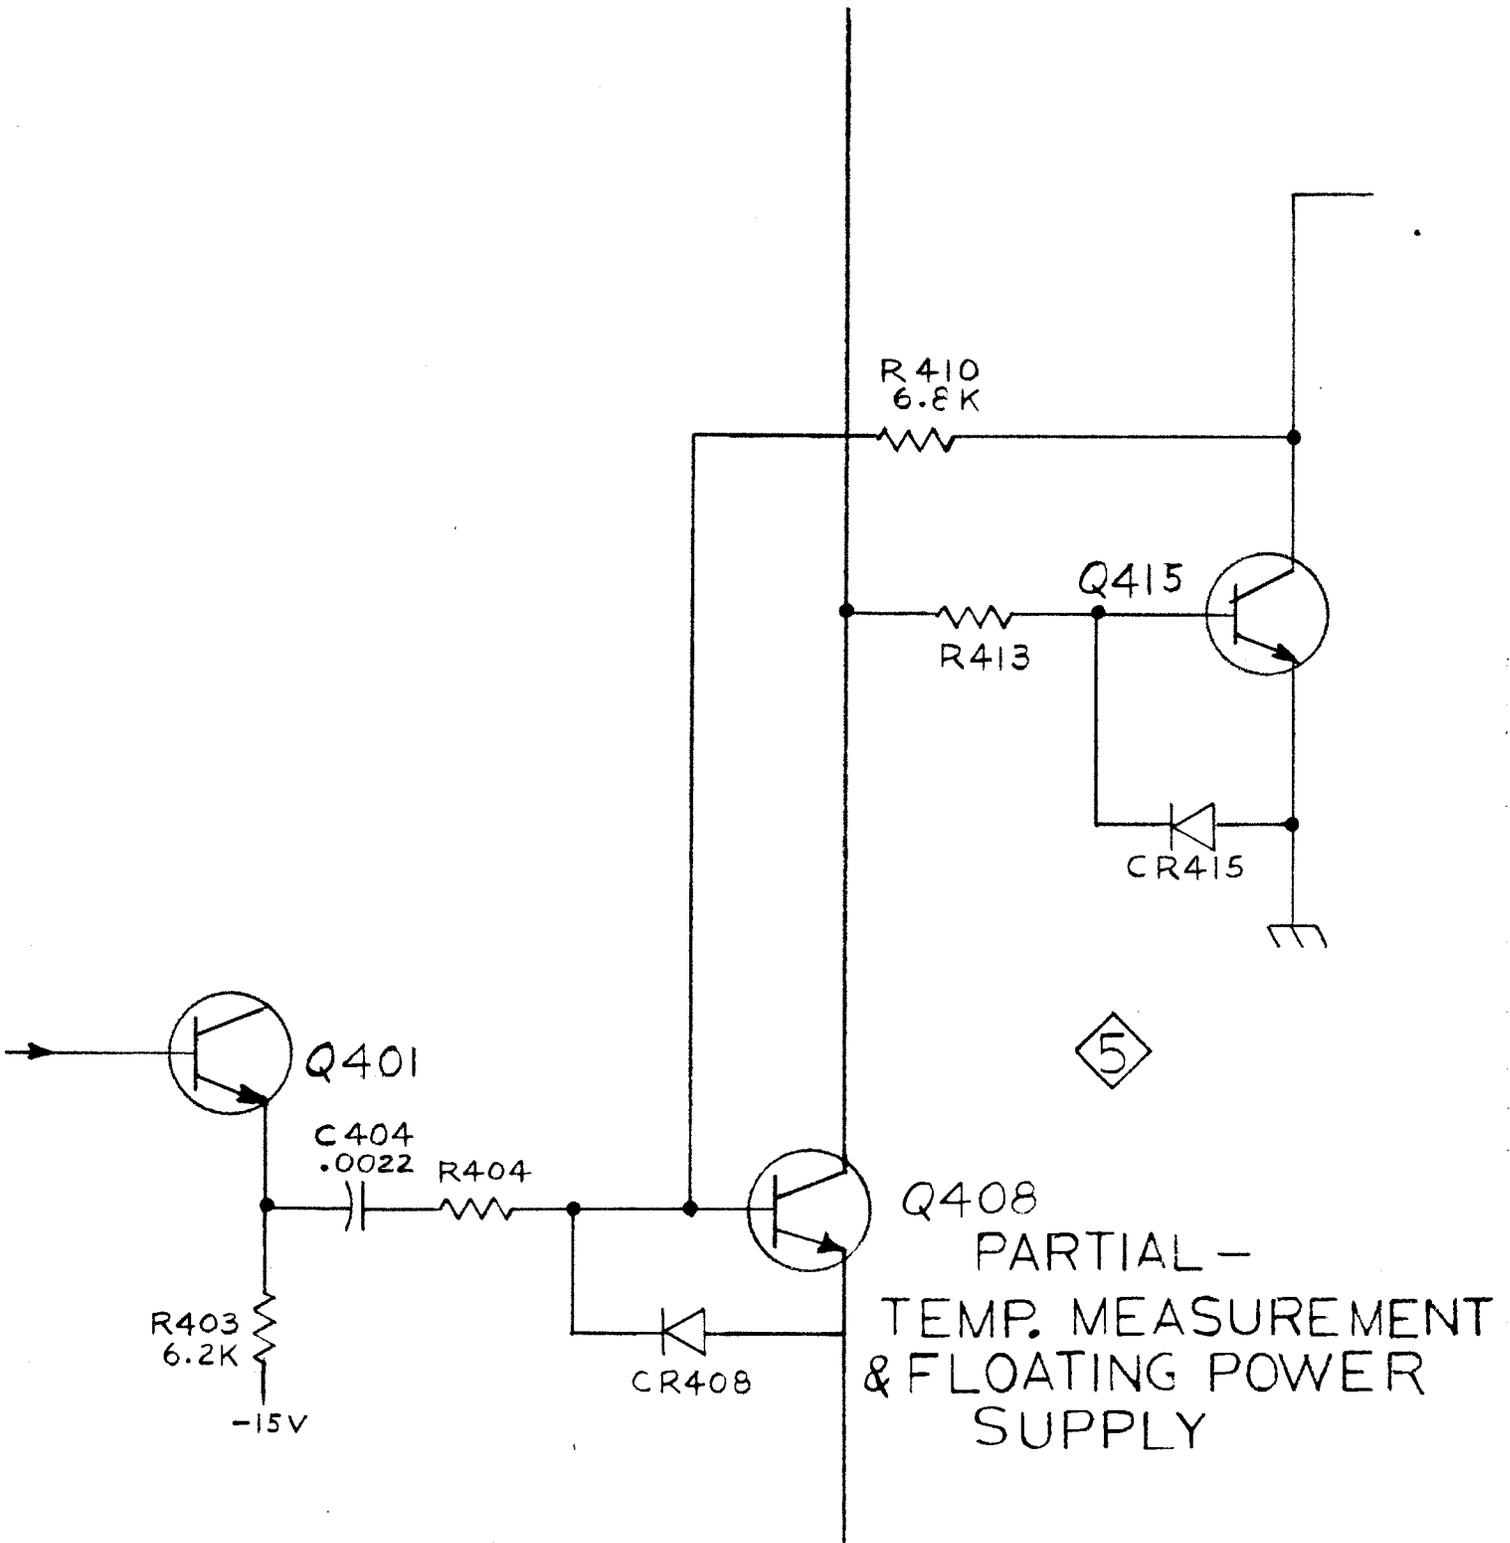 R410
6.8K
Q415
R413
CR415
5
Q401
C404
.0022
R404
Q408
R403
6.2K
-15V
CR408
PARTIAL-
TEMP. MEASUREMENT
& FLOATING POWER
SUPPLY